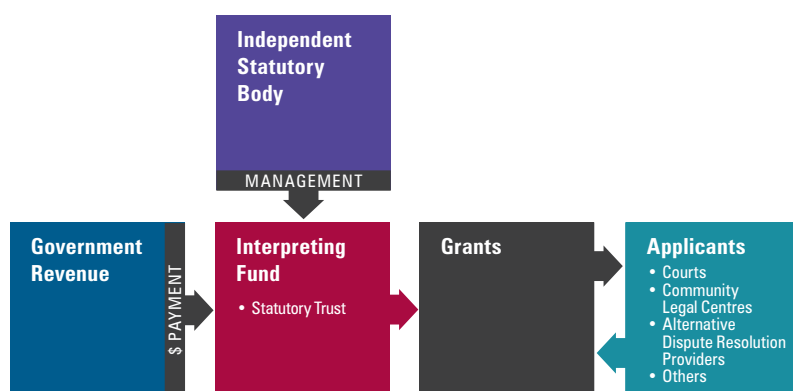 Independent
Statutory
Body
MANAGEMENT
Government
Revenue
$ PAYMENT
Interpreting
Fund
• Statutory Trust
Grants
Applicants
• Courts
• Community
Legal Centres
• Alternative
Dispute Resolution
Providers
• Others